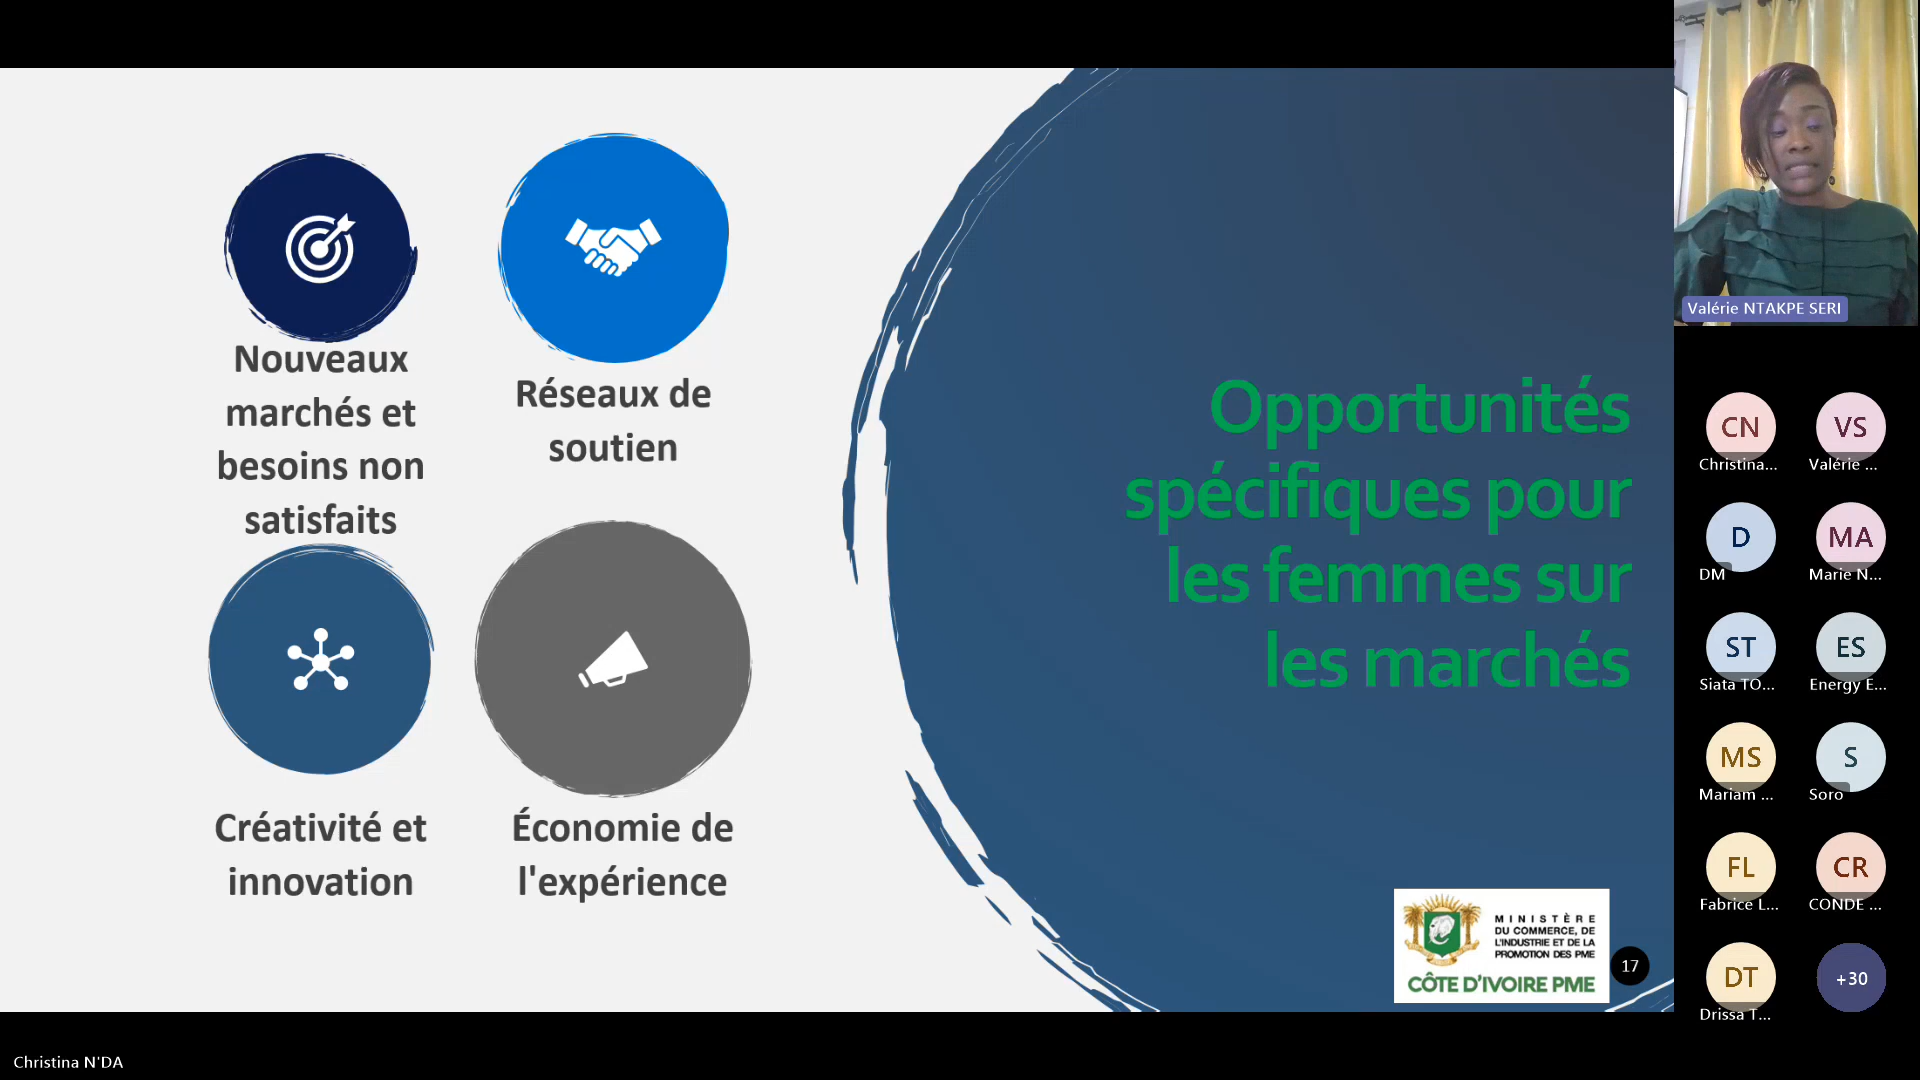 Nouveaux
marchés et
besoins non
satisfaits
Réseaux de
soutien
Créativité et
innovation
Économie de
l'expérience
Opportunités
spécifiques pour
les femmes sur
les marchés
MINISTÈRE
DU COMMERCE, DE
L'INDUSTRIE ET DE LA
PROMOTION DES PME
CÔTE D'IVOIRE PME
17
Valérie NTAKPE SERI
CN
Christina...
VS
Valérie ...
D
DM
MA
Marie N...
ST
Siata TO...
ES
Energy E...
MS
Mariam ...
S
Soro
FL
Fabrice L...
CR
CONDE ...
DT
Drissa T...
+30
Christina N'DA